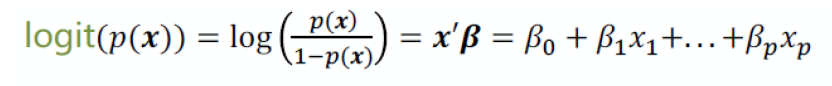 logit(p(x)) = log(p(x)/1−p(x)) = x'β = β₀ + β₁x₁+...+βₚxₚ